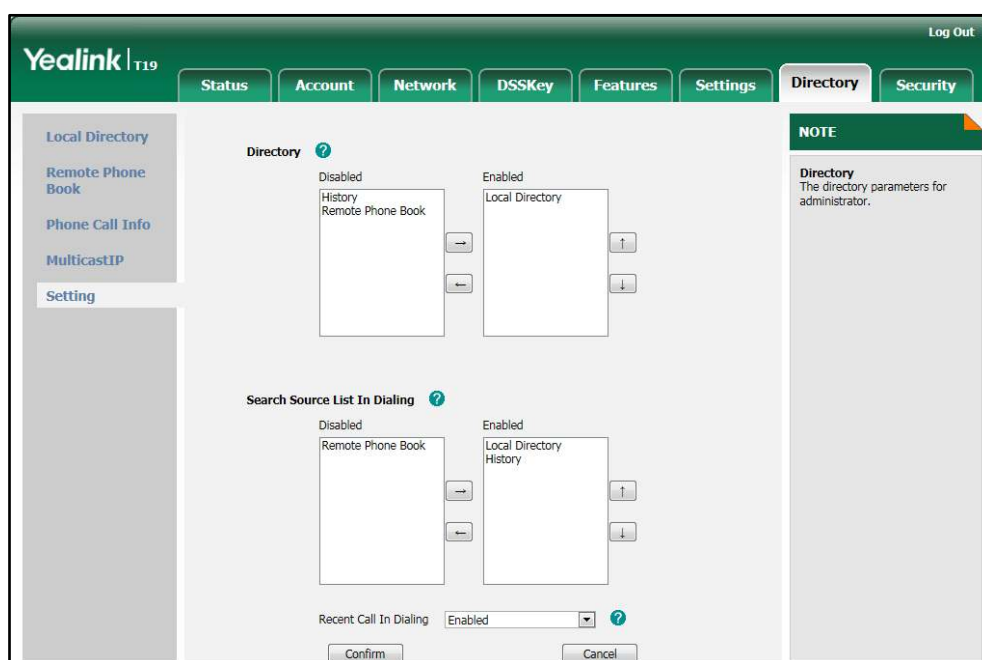 Log Out
Yealink | T19
Status Account Network DSSKey Features Settings Directory Security
Local Directory
Remote Phone
Book
Phone Call Info
MulticastIP
Setting
Directory ?
Disabled Enabled
History
Remote Phone Book
Local Directory
→
←
↑
↓
Search Source List In Dialing ?
Disabled Enabled
Remote Phone Book
Local Directory
History
→
←
↑
↓
Recent Call In Dialing Enabled ?
Confirm Cancel
NOTE
Directory
The directory parameters for
administrator.